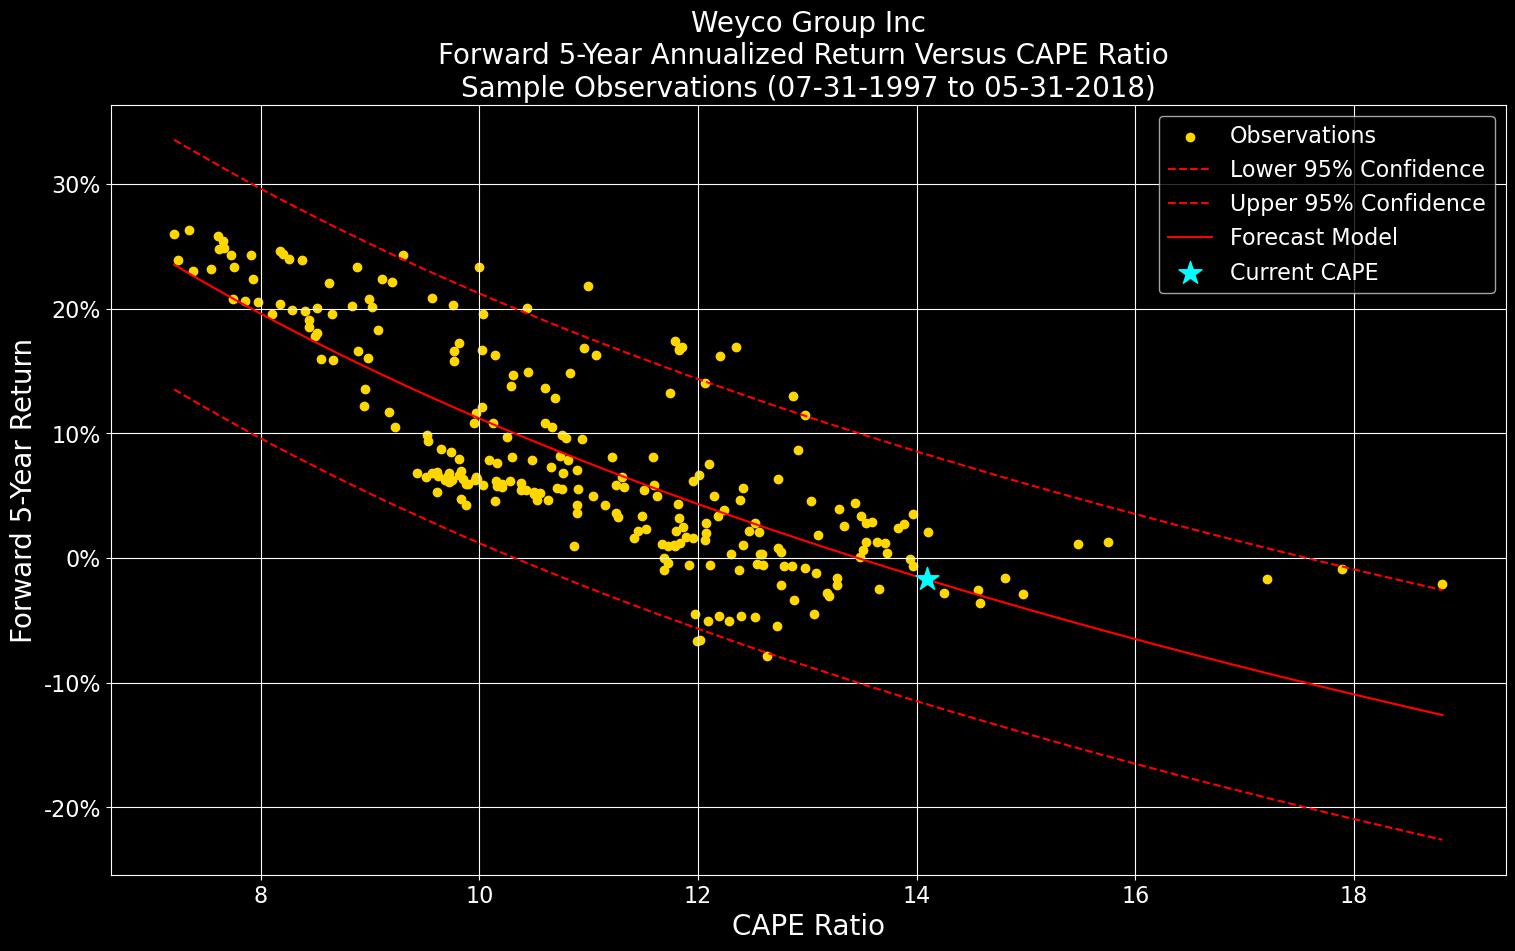 Weyco Group Inc
Forward 5-Year Annualized Return Versus CAPE Ratio
Sample Observations (07-31-1997 to 05-31-2018)
Observations
Lower 95% Confidence
Upper 95% Confidence
Forecast Model
Current CAPE
Forward 5-Year Return
30%
20%
10%
0%
-10%
-20%
8 10 12 14 16 18
CAPE Ratio